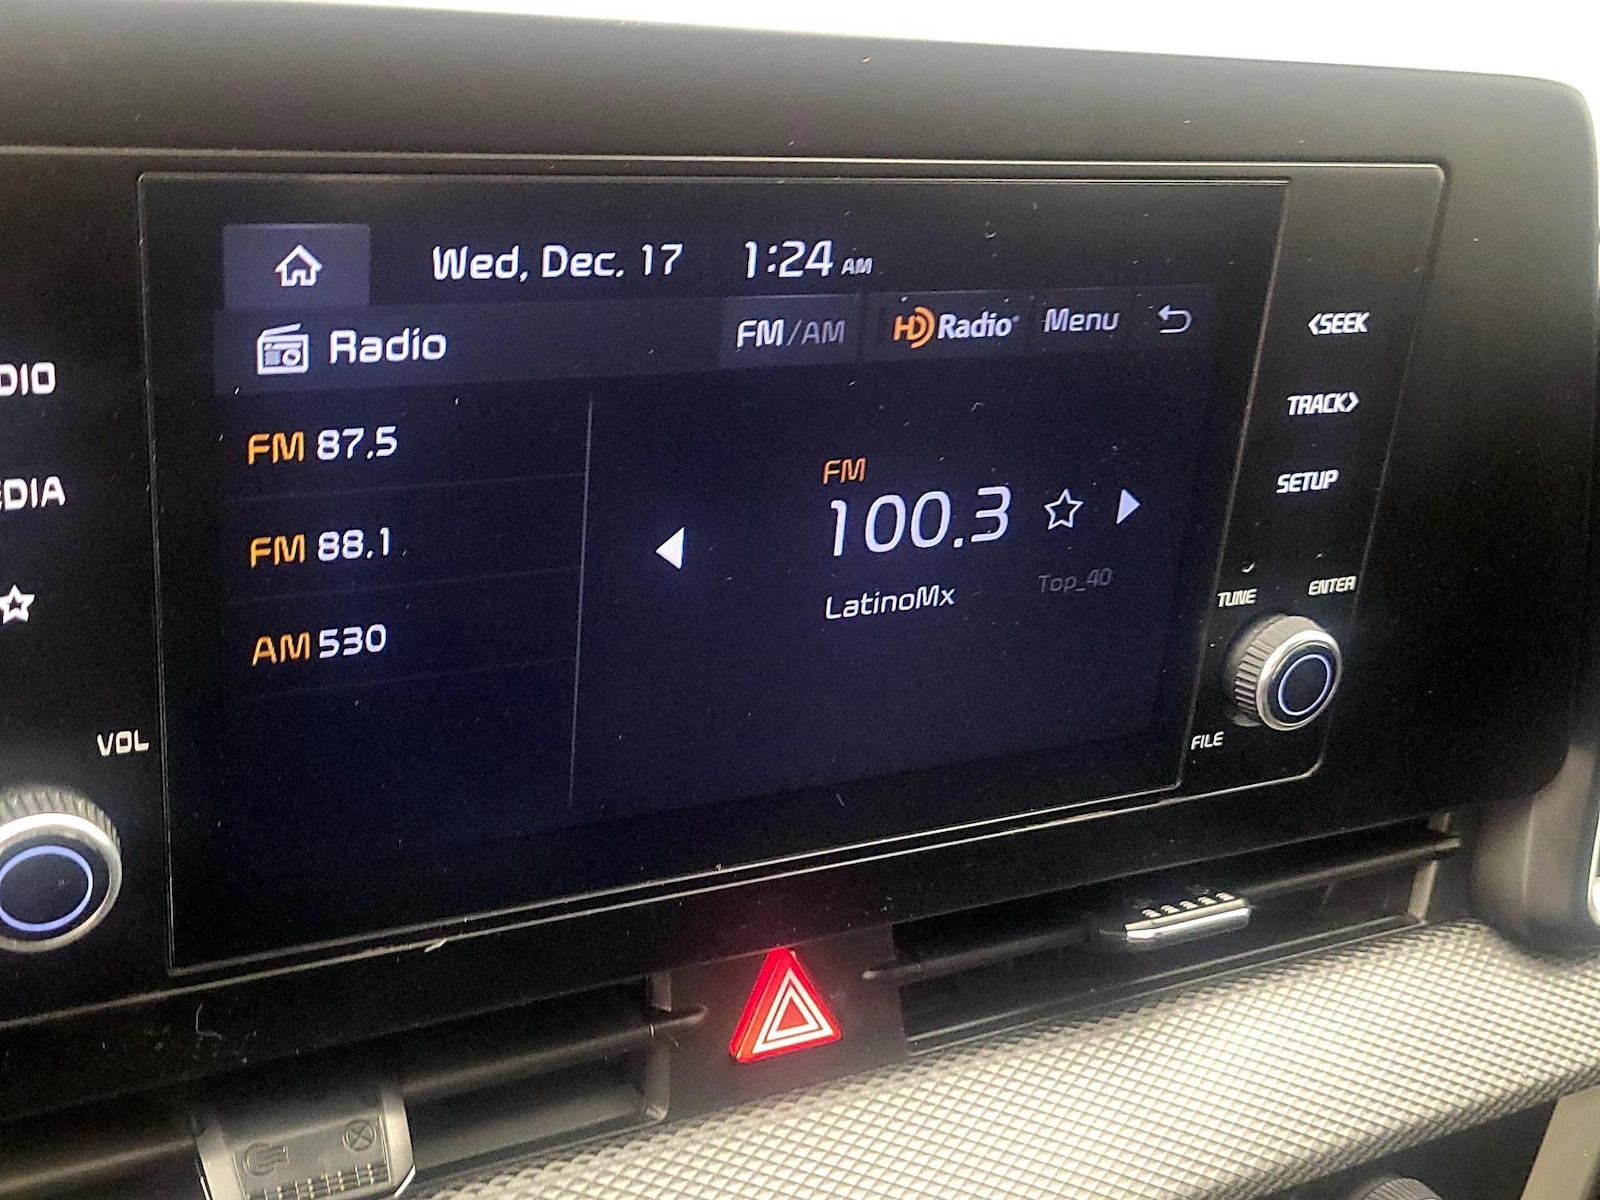 Wed, Dec. 17 1:24 AM
Radio FM/AM HD Radio® Menu
FM 87.5
FM 88.1
AM 530
FM
100.3
LatinoMx Top_40
DIO
EDIA
VOL
<SEEK
TRACK>
SETUP
TUNE ENTER
FILE